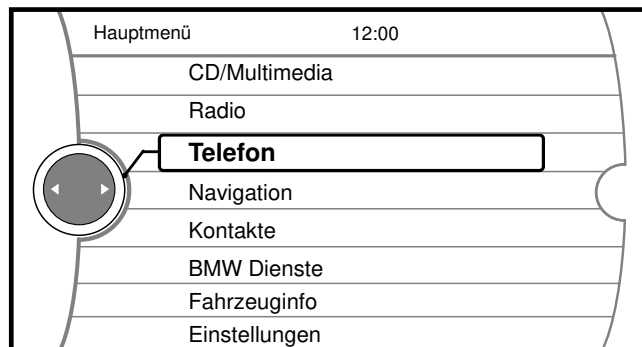 Hauptmenü 12:00
CD/Multimedia
Radio
Telefon
Navigation
Kontakte
BMW Dienste
Fahrzeuginfo
Einstellungen